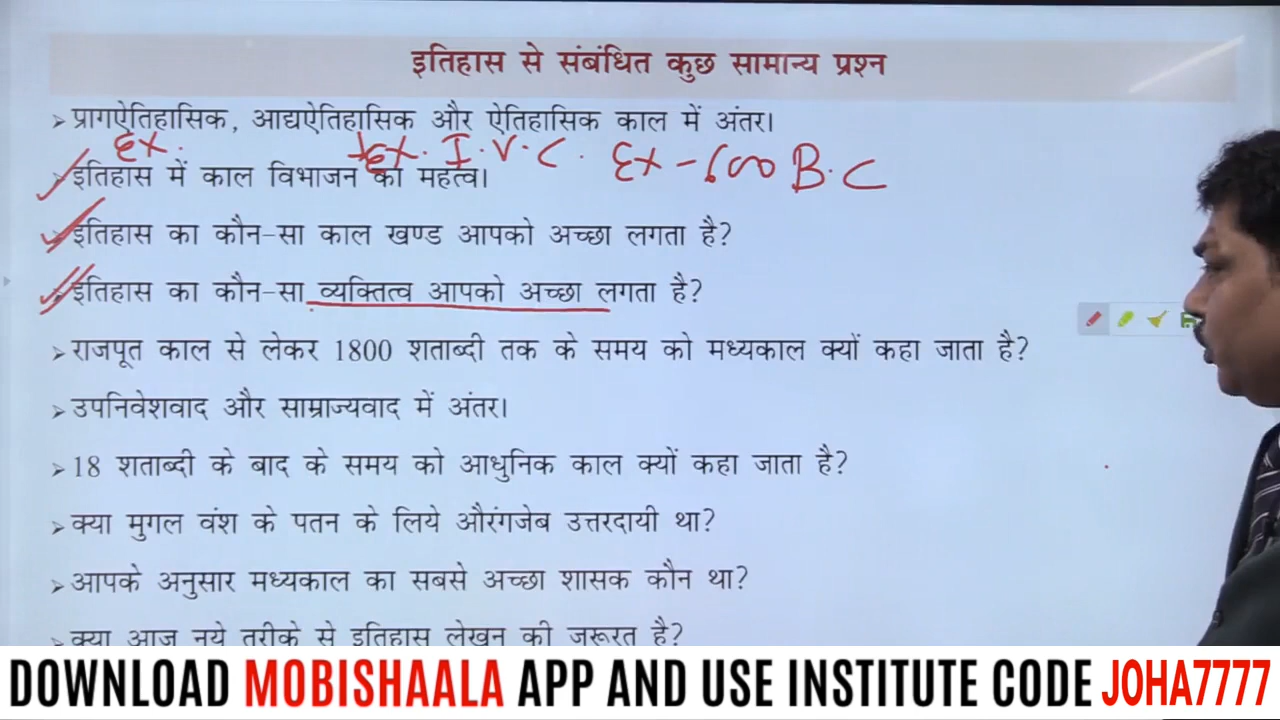 इतिहास से संबंधित कुछ सामान्य प्रश्न
➢ प्रागऐतिहासिक, आद्यऐतिहासिक और ऐतिहासिक काल में अंतर।
Ex. Ex. I.V.C. Ex - 600 B.C
इतिहास में काल विभाजन का महत्व।
इतिहास का कौन-सा काल खण्ड आपको अच्छा लगता है?
इतिहास का कौन-सा व्यक्तित्व आपको अच्छा लगता है?
➢ राजपूत काल से लेकर 1800 शताब्दी तक के समय को मध्यकाल क्यों कहा जाता है?
➢ उपनिवेशवाद और साम्राज्यवाद में अंतर।
➢ 18 शताब्दी के बाद के समय को आधुनिक काल क्यों कहा जाता है?
➢ क्या मुगल वंश के पतन के लिये औरंगजेब उत्तरदायी था?
➢ आपके अनुसार मध्यकाल का सबसे अच्छा शासक कौन था?
➢ क्या आज नये तरीके से इतिहास लेखन की जरूरत है?
DOWNLOAD MOBISHAALA APP AND USE INSTITUTE CODE JOHA7777